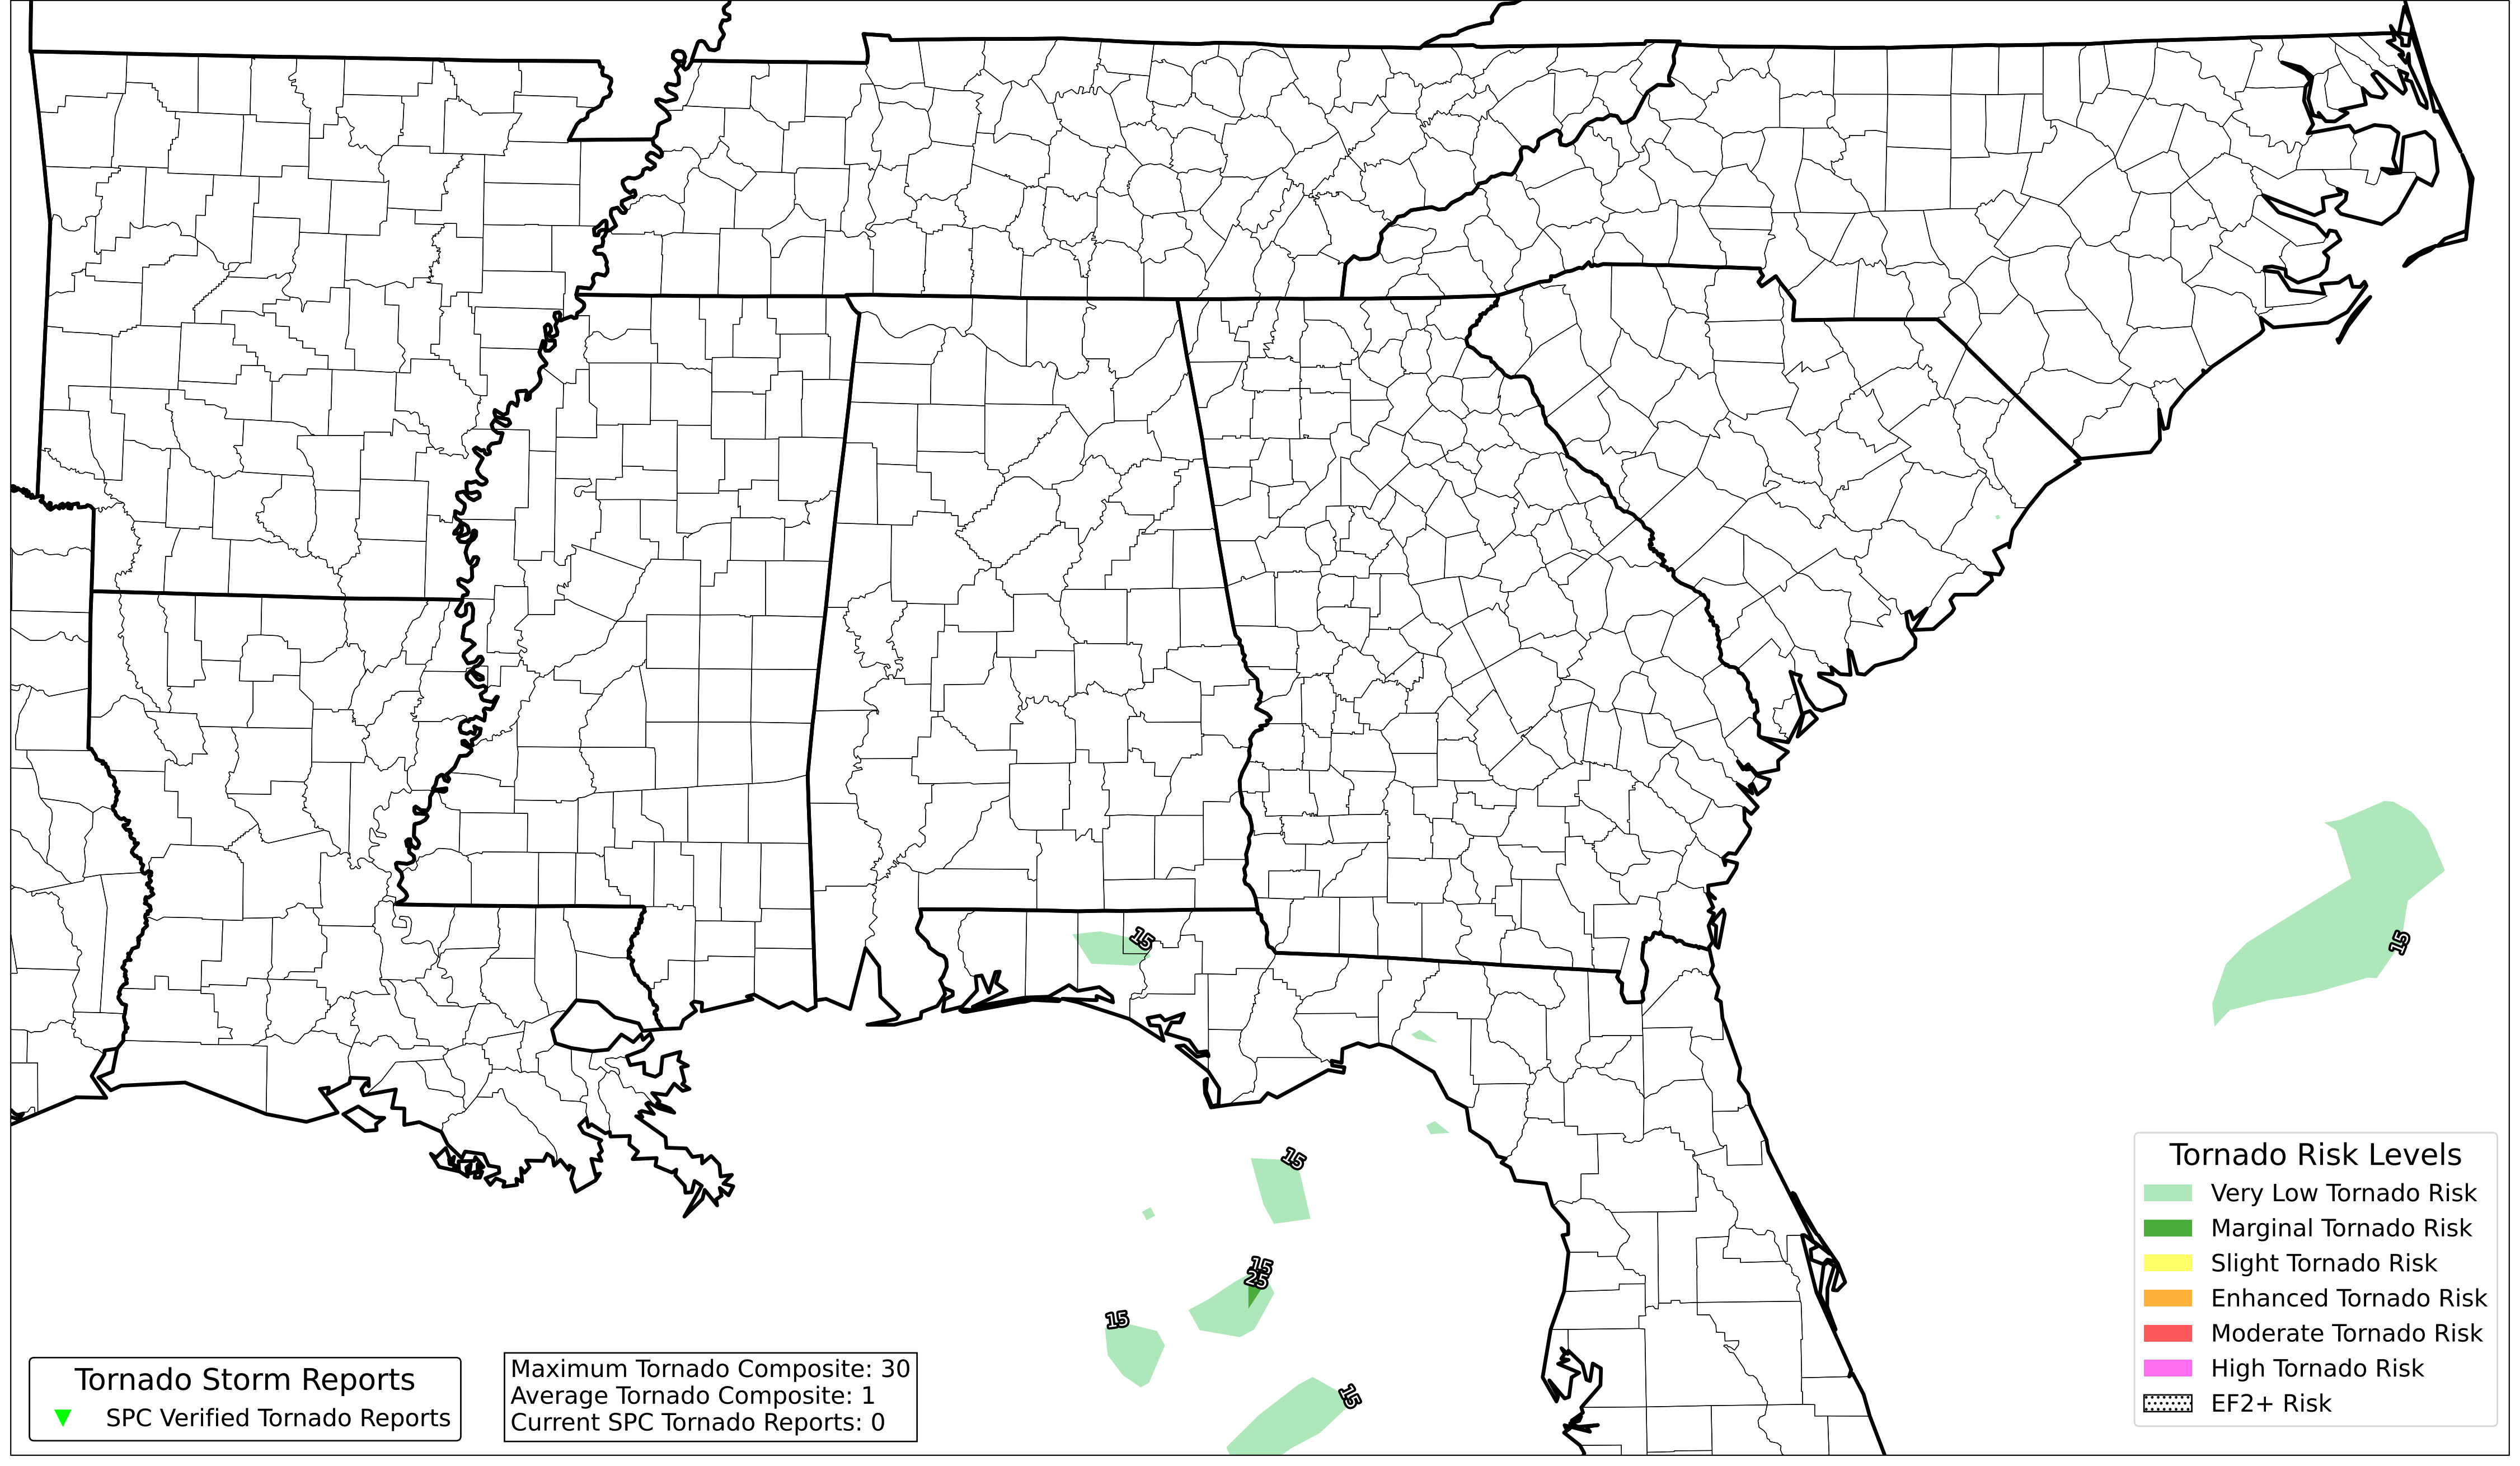 15
15
15
15
25
15
15
Tornado Risk Levels
Very Low Tornado Risk
Marginal Tornado Risk
Slight Tornado Risk
Enhanced Tornado Risk
Moderate Tornado Risk
High Tornado Risk
EF2+ Risk
Tornado Storm Reports
SPC Verified Tornado Reports
Maximum Tornado Composite: 30
Average Tornado Composite: 1
Current SPC Tornado Reports: 0